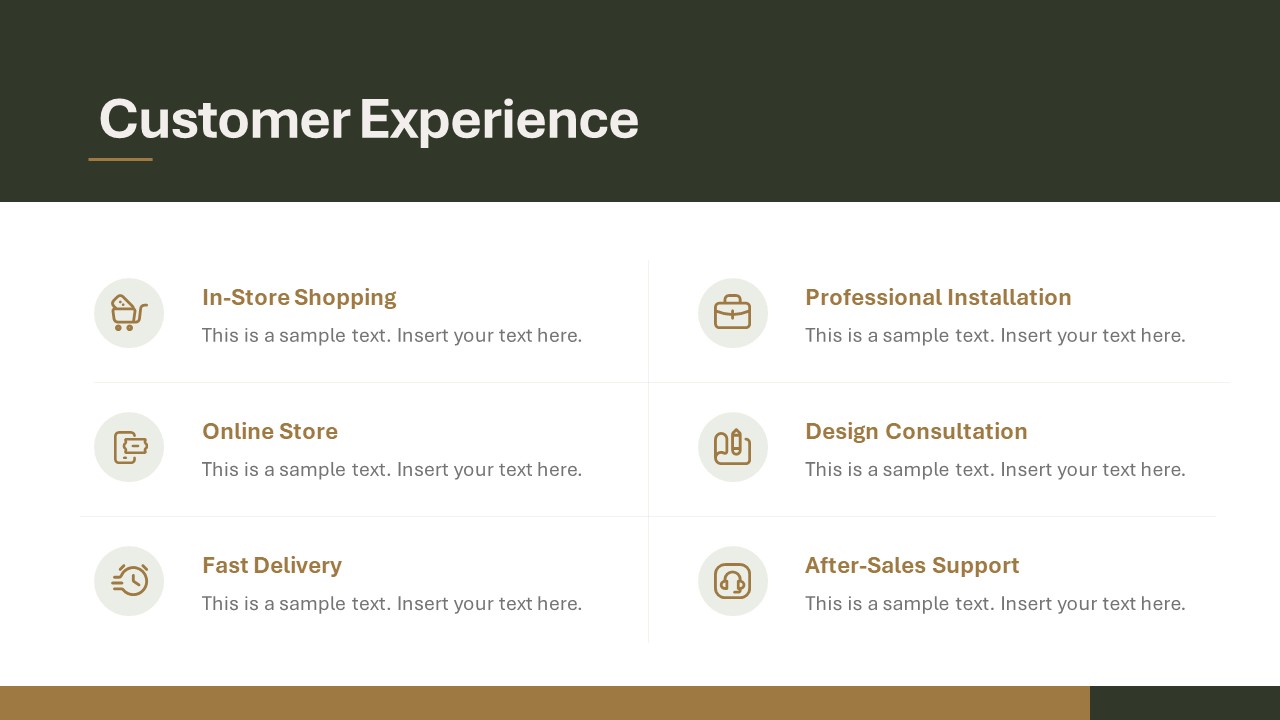 Customer Experience
In-Store Shopping
This is a sample text. Insert your text here.
Professional Installation
This is a sample text. Insert your text here.
Online Store
This is a sample text. Insert your text here.
Design Consultation
This is a sample text. Insert your text here.
Fast Delivery
This is a sample text. Insert your text here.
After-Sales Support
This is a sample text. Insert your text here.